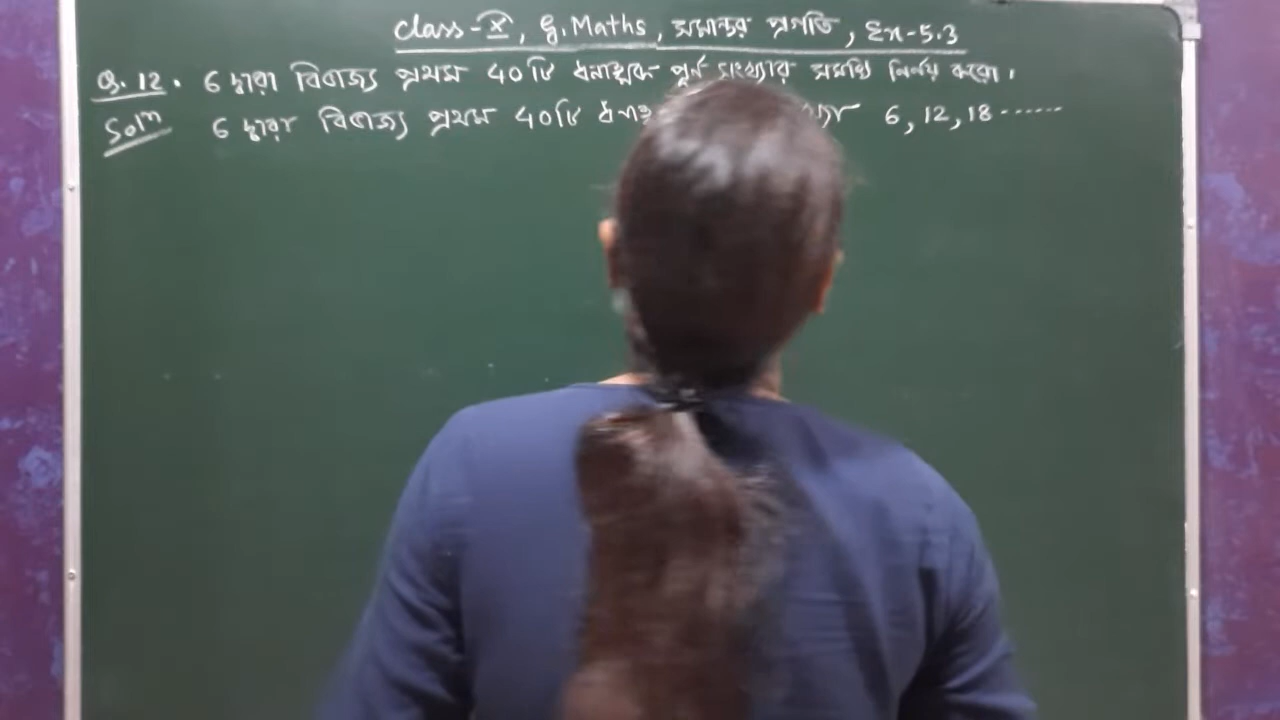 class-X, G.Maths, সমান্তর প্রগতি, Ex-5.3
Q.12. 6 দ্বারা বিভাজ্য প্রথম 40টি ধনাত্মক পূর্ণ সংখ্যার সমষ্টি নির্ণয় করো।
Solⁿ 6 দ্বারা বিভাজ্য প্রথম 40টি 6, 12, 18 ......